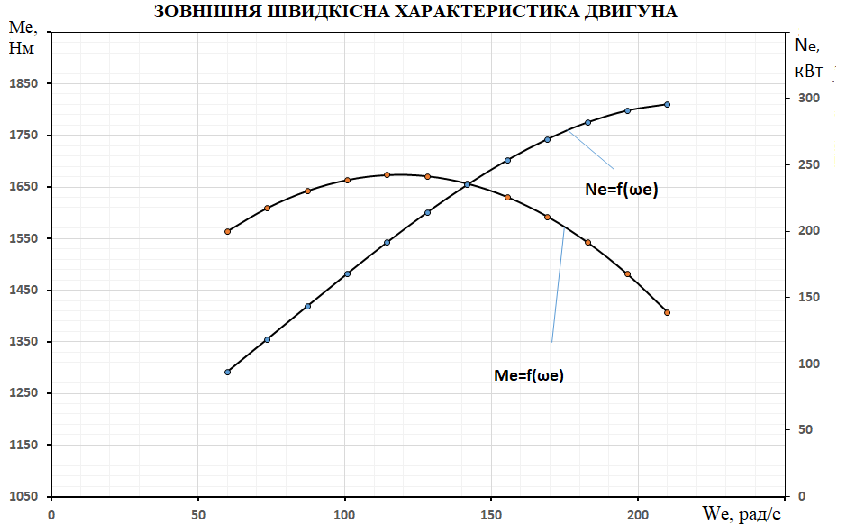 ЗОВНІШНЯ ШВИДКІСНА ХАРАКТЕРИСТИКА ДВИГУНА
Ме,
Нм
Ne,
кВт
1850
1750
1650
1550
1450
1350
1250
1150
1050
300
250
200
150
100
50
0
Ne=f(ωe)
Me=f(ωe)
0
50
100
150
200
We, рад/с